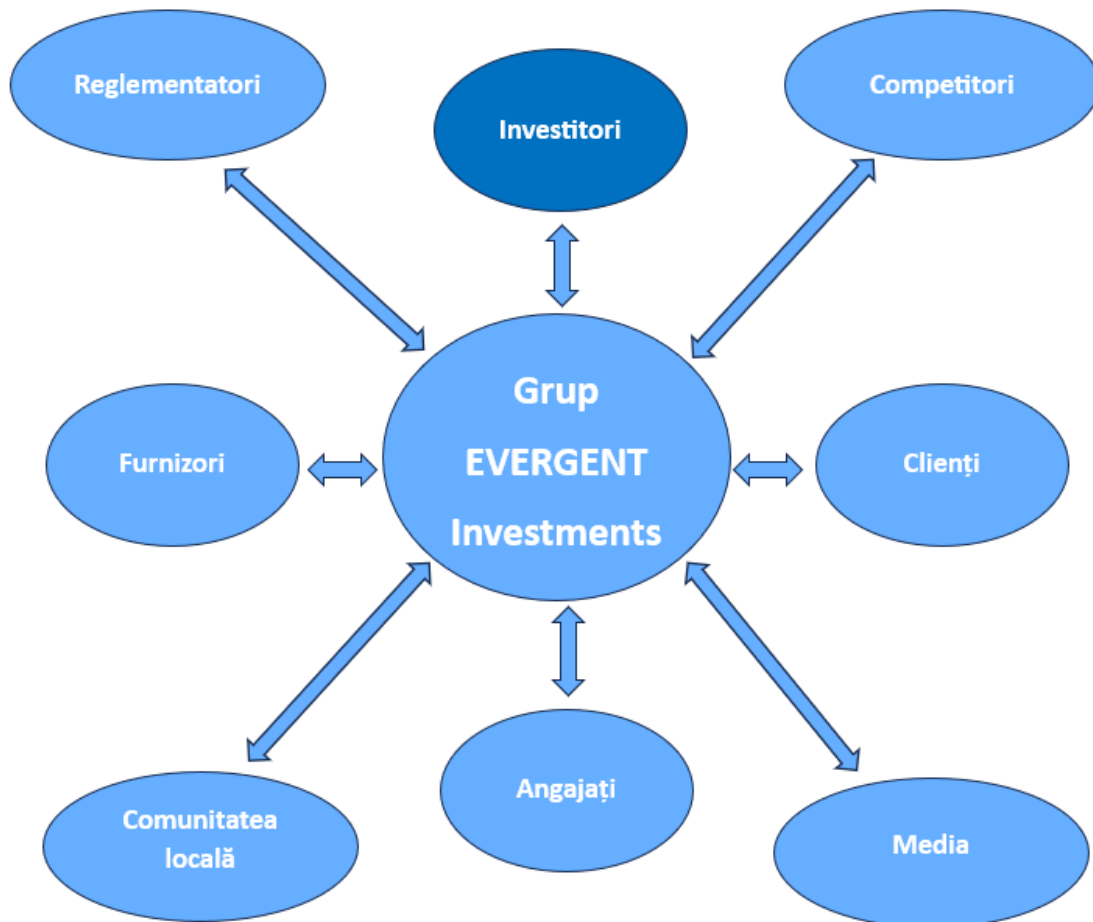 Reglementatori
Investitori
Competitori
Grup
EVERGENT
Investments
Furnizori
Clienți
Comunitatea
locală
Angajați
Media